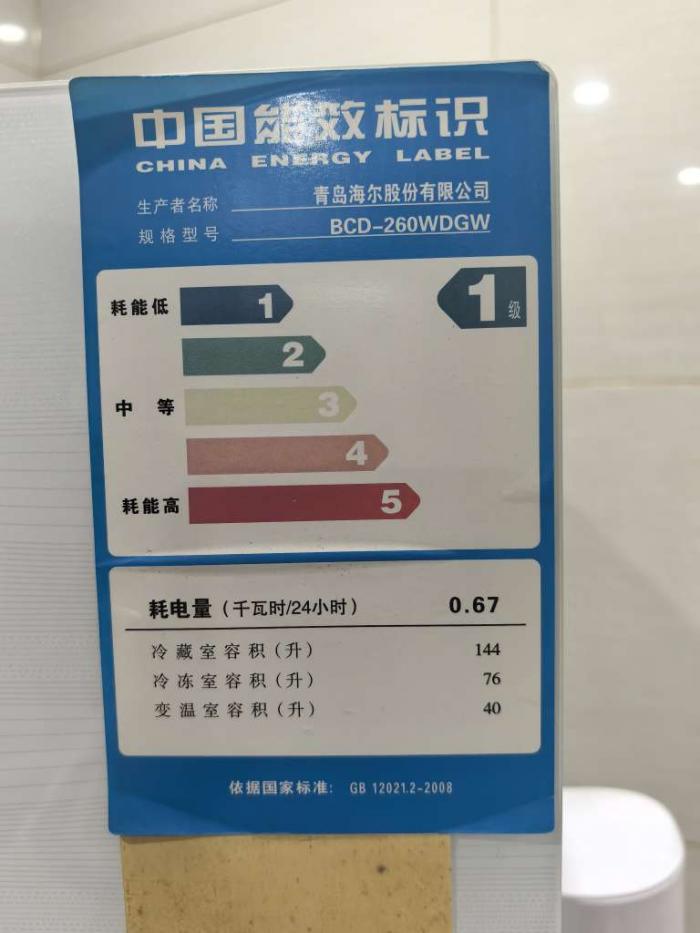 中国能效标识
CHINA ENERGY LABEL
生产者名称 青岛海尔股份有限公司
规格型号 BCD-260WDGW
耗能低 1 1级
2
中等 3
4
耗能高 5
耗电量（千瓦时/24小时） 0.67
冷藏室容积（升） 144
冷冻室容积（升） 76
变温室容积（升） 40
依据国家标准： GB 12021.2-2008